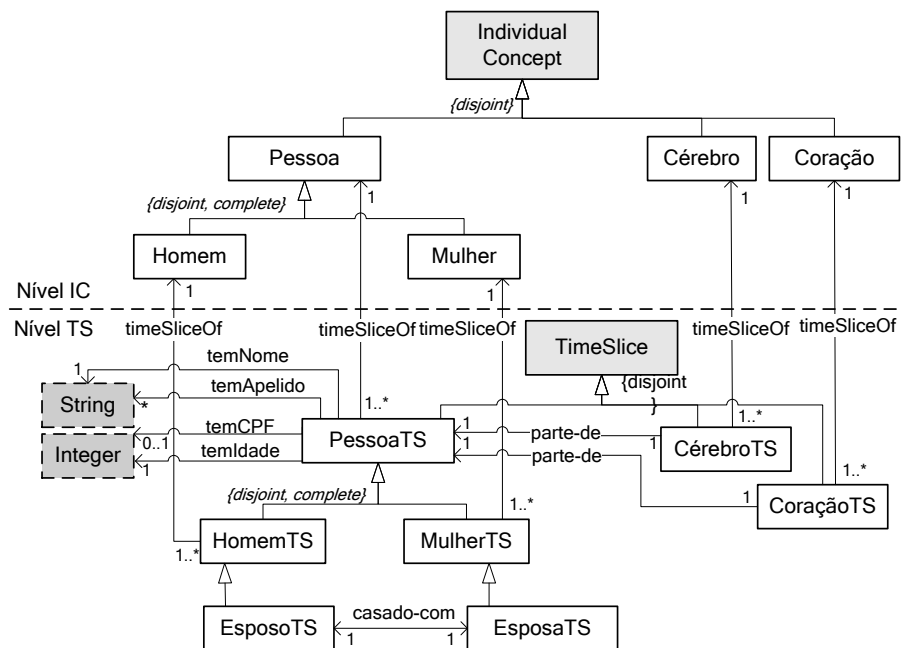 Individual
Concept
{disjoint}
Pessoa
Cérebro
Coração
1
1
1
{disjoint, complete}
Homem
Mulher
1
1
Nível IC
Nível TS
timeSliceOf
timeSliceOf
timeSliceOf
timeSliceOf
timeSliceOf
TimeSlice
temNome
1
{disjoint
}
temApelido
String
*
1..*
1..*
temCPF
PessoaTS
1
parte-de
1
CérebroTS
0..1
Integer
temIdade
1
1
parte-de
1..*
{disjoint, complete}
1
CoraçãoTS
1..*
HomemTS
MulherTS
1..*
casado-com
EsposoTS
EsposaTS
1
1